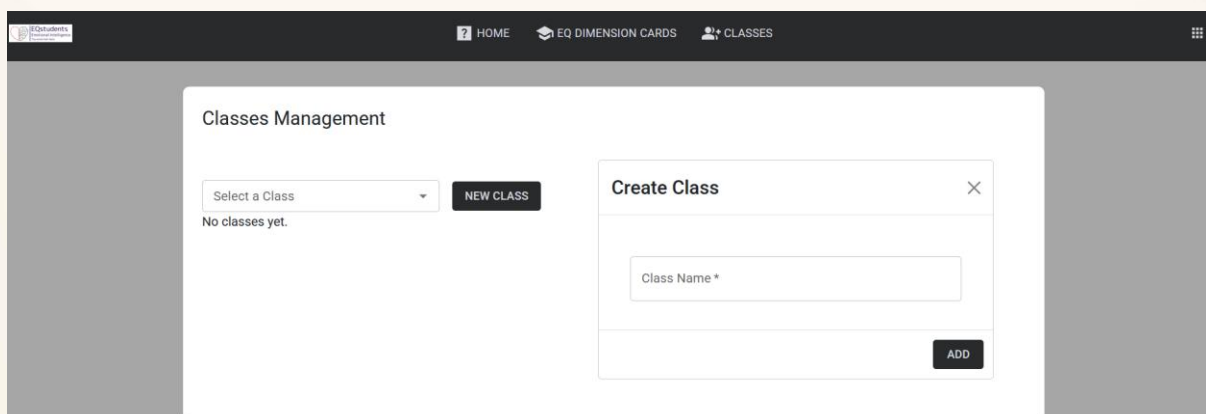 EQstudents
HOME
EQ DIMENSION CARDS
CLASSES
Classes Management
Select a Class
NEW CLASS
No classes yet.
Create Class
Class Name *
ADD